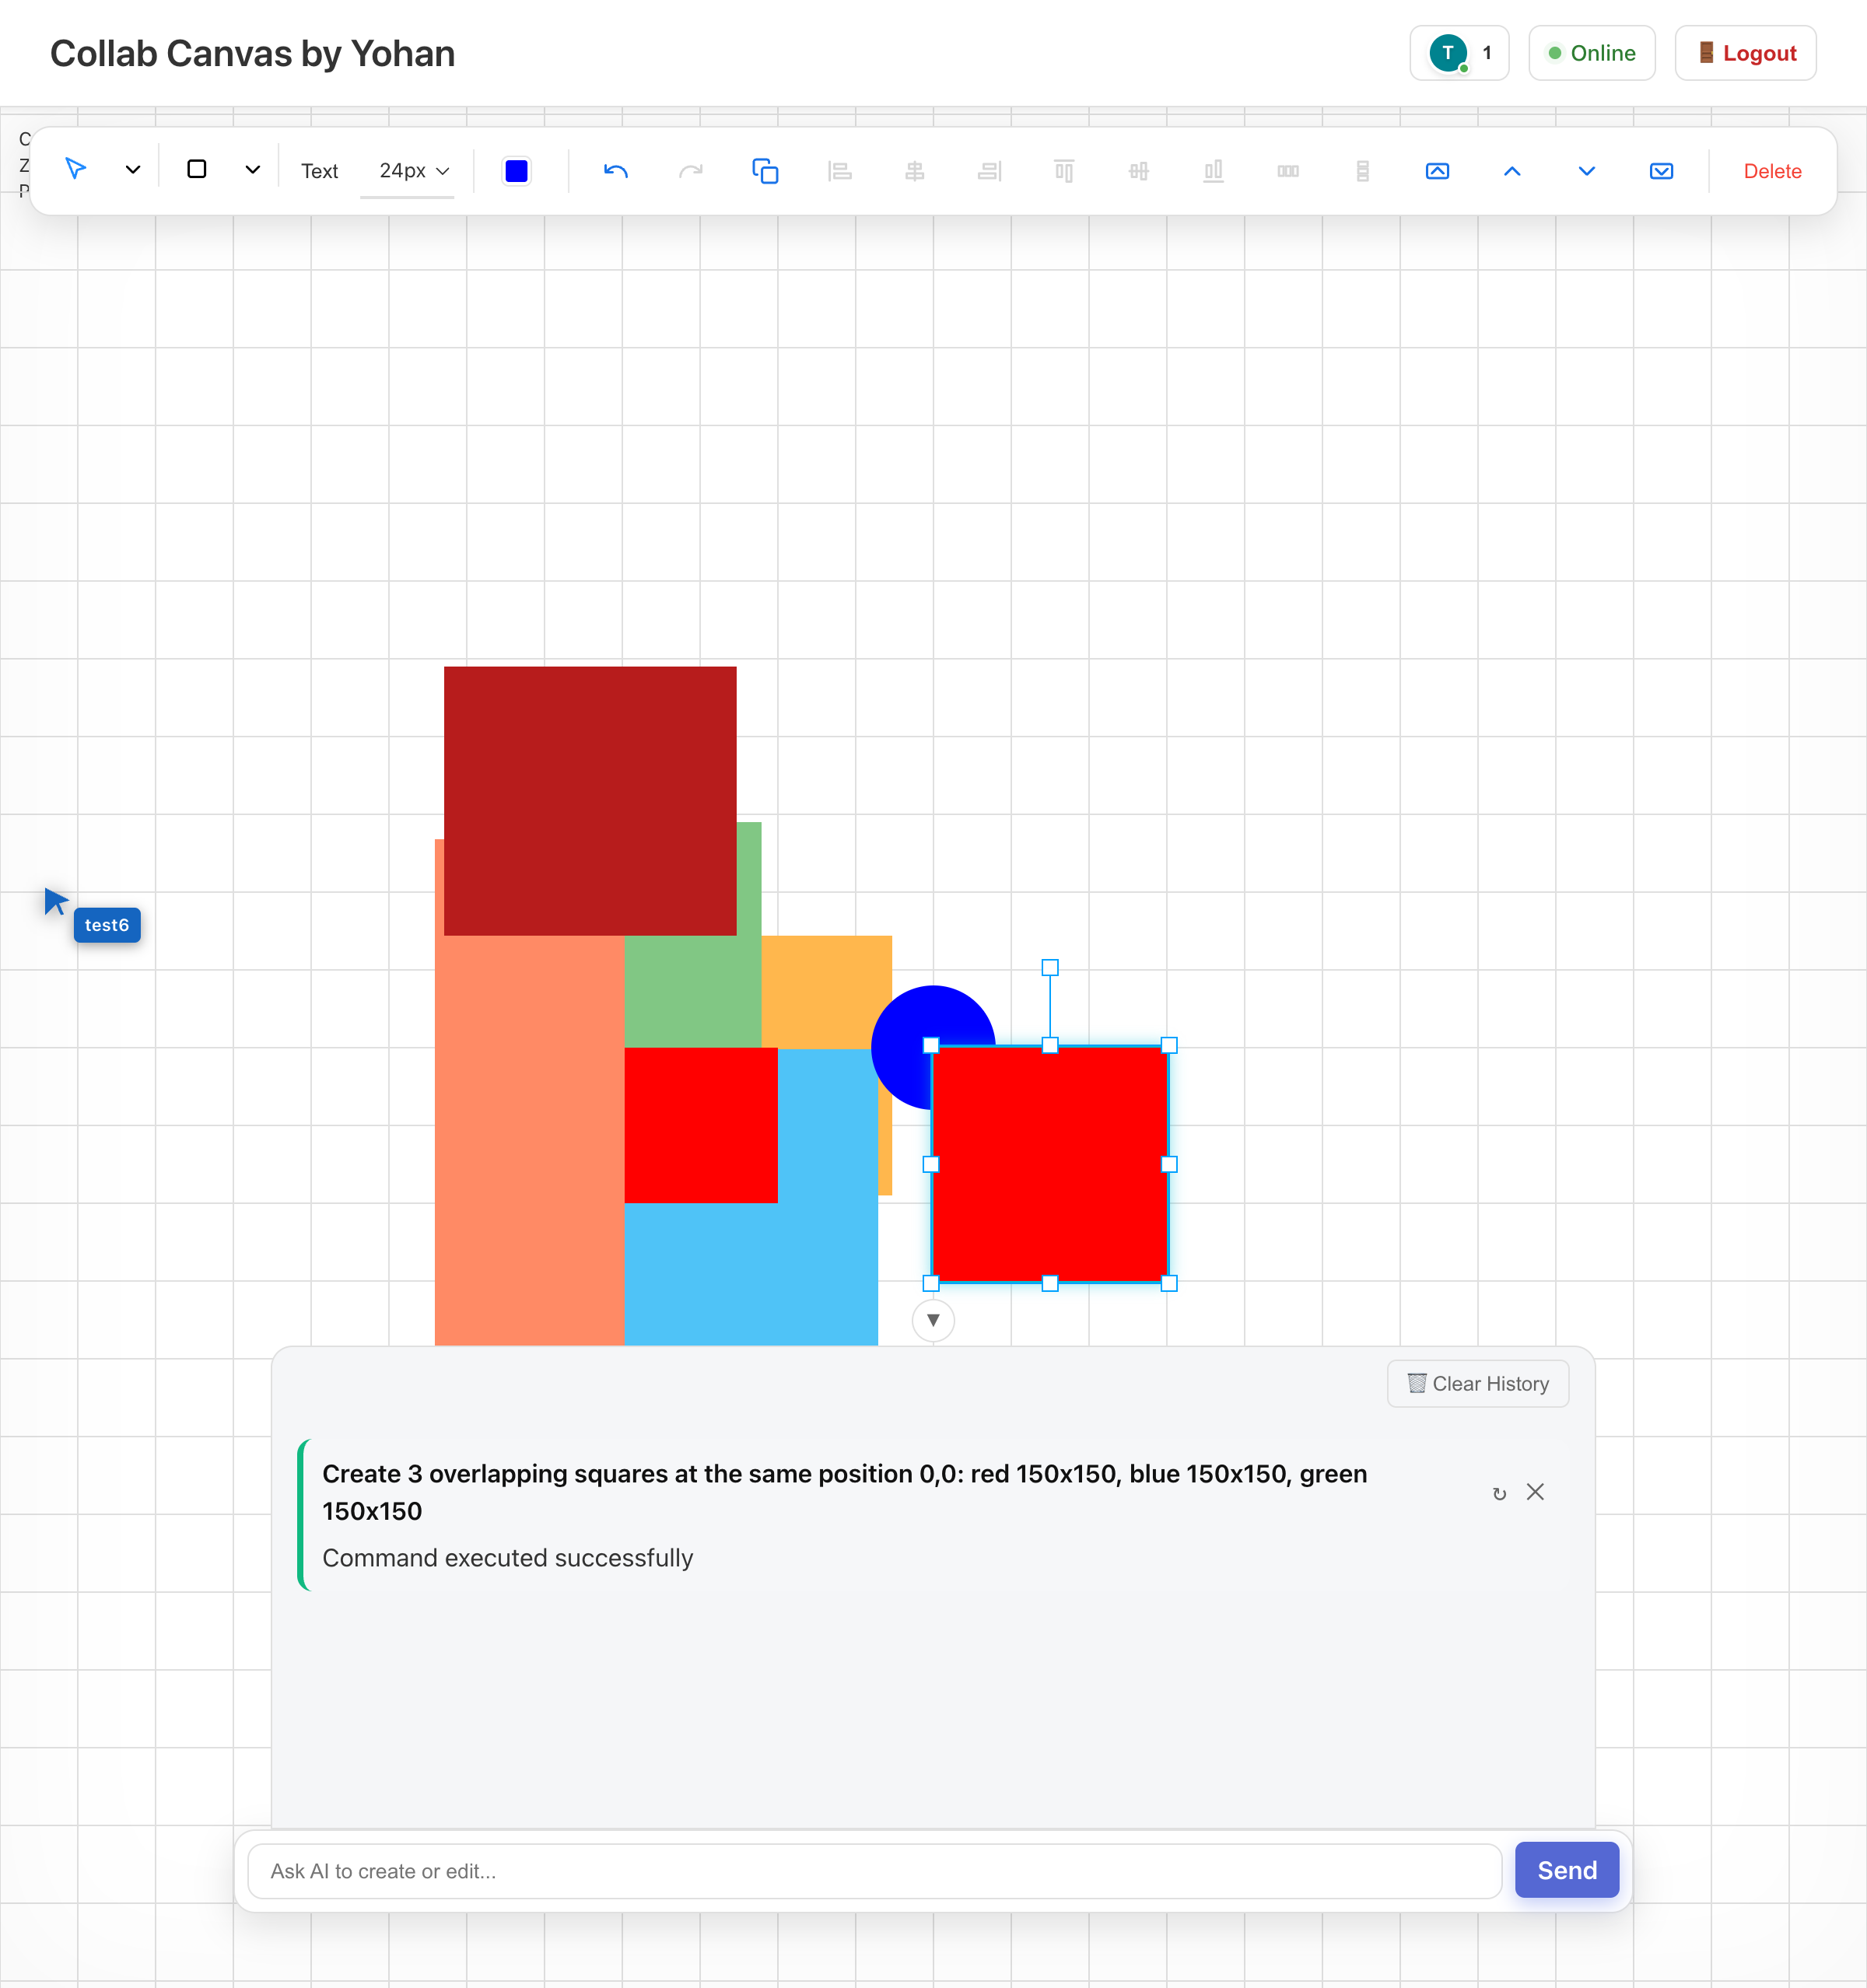 Collab Canvas by Yohan
T 1
Online
Logout
Text
24px
Delete
test6
Clear History
Create 3 overlapping squares at the same position 0,0: red 150x150, blue 150x150, green
150x150
Command executed successfully
Ask AI to create or edit...
Send